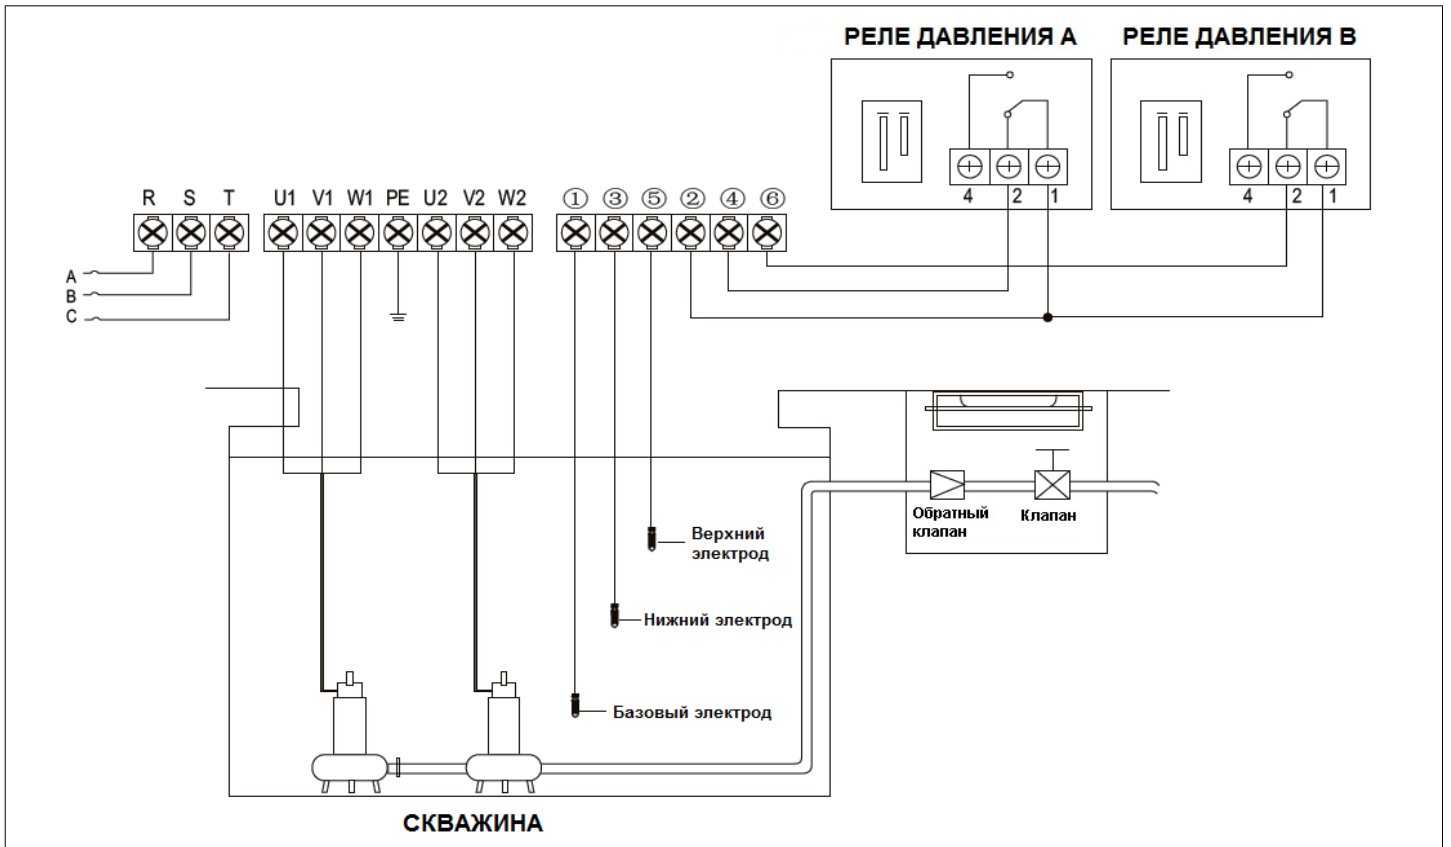 РЕЛЕ ДАВЛЕНИЯ А
РЕЛЕ ДАВЛЕНИЯ В
4 2 1
4 2 1
R S T
U1 V1 W1 PE U2 V2 W2
① ③ ⑤ ② ④ ⑥
A
B
C
Верхний
электрод
Нижний электрод
Базовый электрод
Обратный
клапан
Клапан
СКВАЖИНА